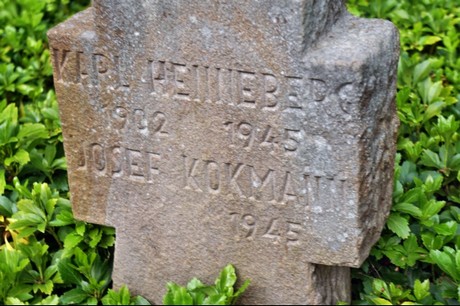 KARL HENNEBERG
1902 1945
JOSEF KOKMANN
1945